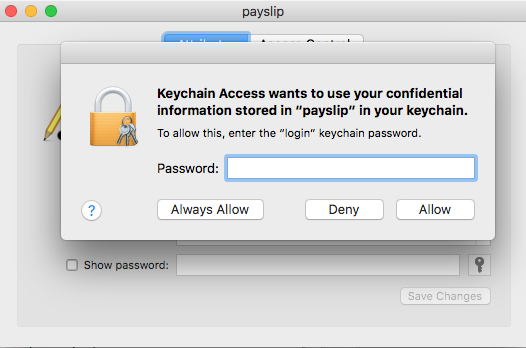 payslip
Keychain Access wants to use your confidential
information stored in “payslip” in your keychain.
To allow this, enter the “login” keychain password.
Password:
?
Always Allow
Deny
Allow
Show password:
Save Changes